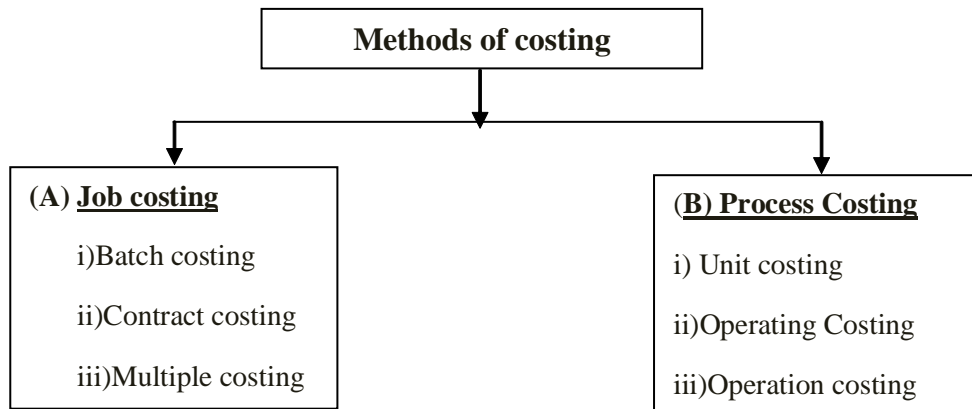 Methods of costing
(A) Job costing
i)Batch costing
ii)Contract costing
iii)Multiple costing
(B) Process Costing
i) Unit costing
ii)Operating Costing
iii)Operation costing